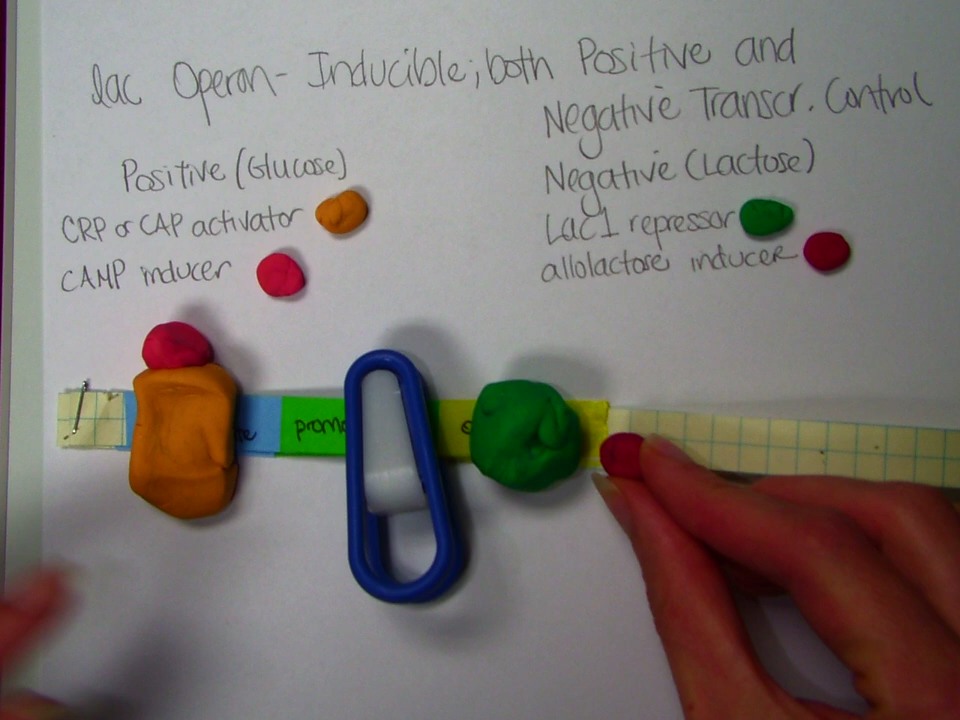 lac Operon - Inducible; both Positive and
Negative Transcr. Control
Positive (Glucose)
CRP or CAP activator
CAMP inducer
Negative (Lactose)
Lac1 repressor
allolactose inducer
promo
o